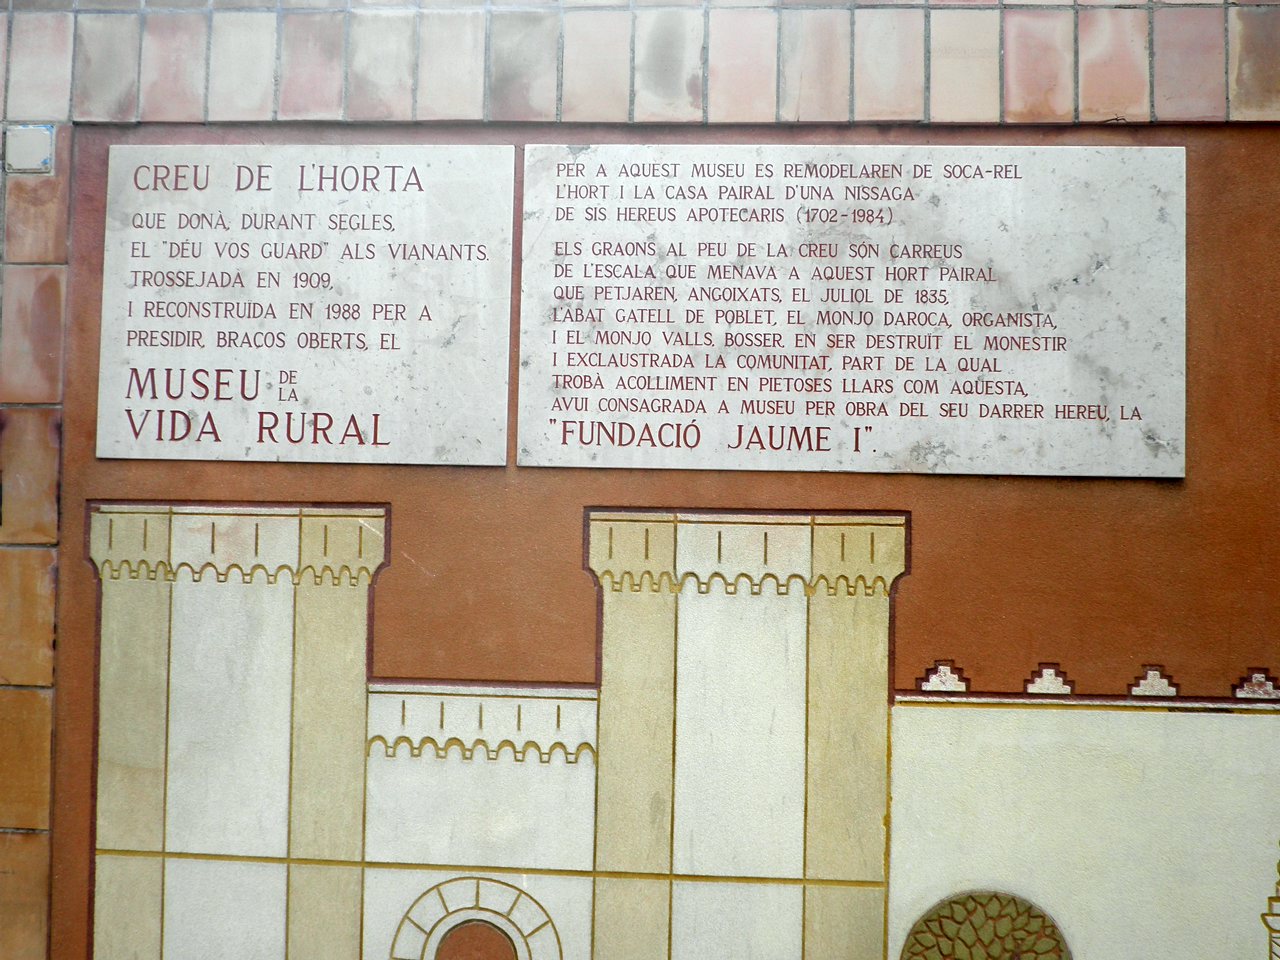 CREU DE L'HORTA
QUE DONÀ, DURANT SEGLES,
EL "DÉU VOS GUARD" ALS VIANANTS.
TROSSEJADA EN 1909,
I RECONSTRUIDA EN 1988 PER A
PRESIDIR, BRAÇOS OBERTS, EL
MUSEU DE LA
VIDA RURAL
PER A AQUEST MUSEU ES REMODELAREN DE SOCA-REL
L'HORT I LA CASA PAIRAL D'UNA NISSAGA
DE SIS HEREUS APOTECARIS (1702-1984)
ELS GRAONS AL PEU DE LA CREU SÓN CARREUS
DE L'ESCALA QUE MENAVA A AQUEST HORT PAIRAL
QUE PETJAREN, ANGOIXATS, EL JULIOL DE 1835,
L'ABAT GATELL DE POBLET, EL MONJO DAROCA, ORGANISTA,
I EL MONJO VALLS, BOSSER, EN SER DESTRUÏT EL MONESTIR
I EXCLAUSTRADA LA COMUNITAT, PART DE LA QUAL
TROBÀ ACOLLIMENT EN PIETOSES LLARS COM AQUESTA,
AVUI CONSAGRADA A MUSEU PER OBRA DEL SEU DARRER HEREU, LA
"FUNDACIÓ JAUME I".